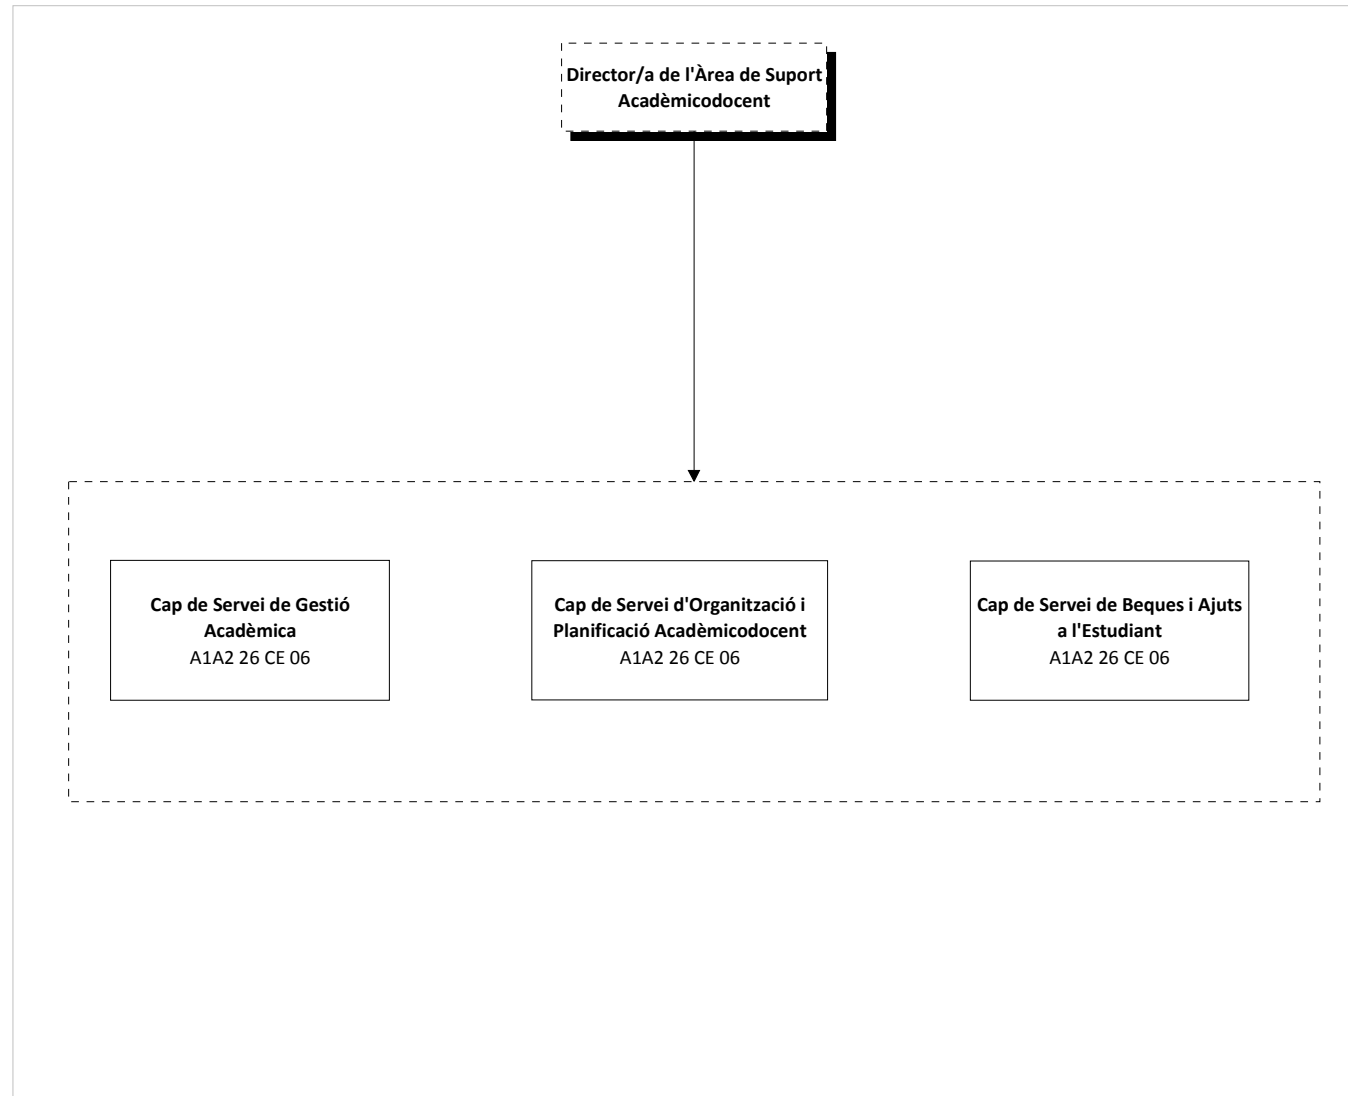 Director/a de l'Àrea de Suport
Acadèmicodocent
Cap de Servei de Gestió
Acadèmica
A1A2 26 CE 06
Cap de Servei d'Organització i
Planificació Acadèmicodocent
A1A2 26 CE 06
Cap de Servei de Beques i Ajuts
a l'Estudiant
A1A2 26 CE 06